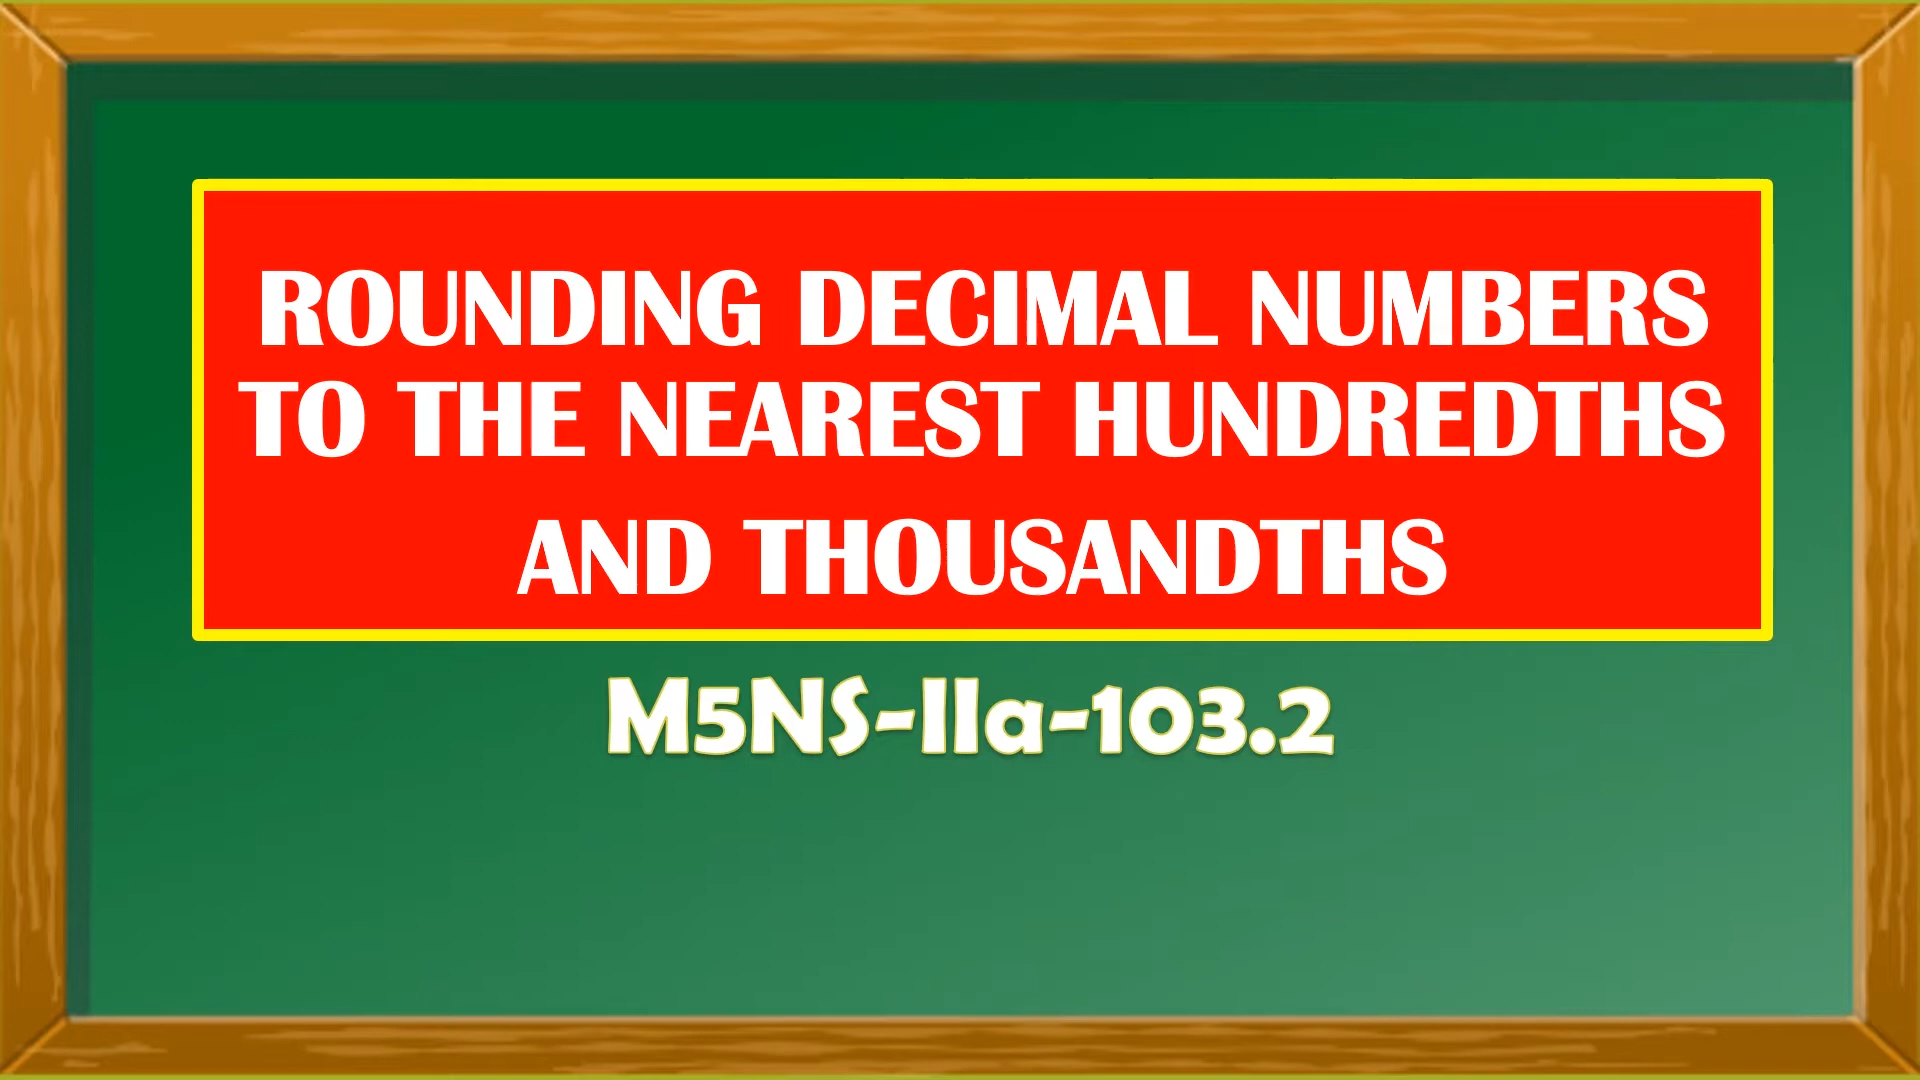 ROUNDING DECIMAL NUMBERS
TO THE NEAREST HUNDREDTHS
AND THOUSANDTHS
M5NS-IIa-103.2